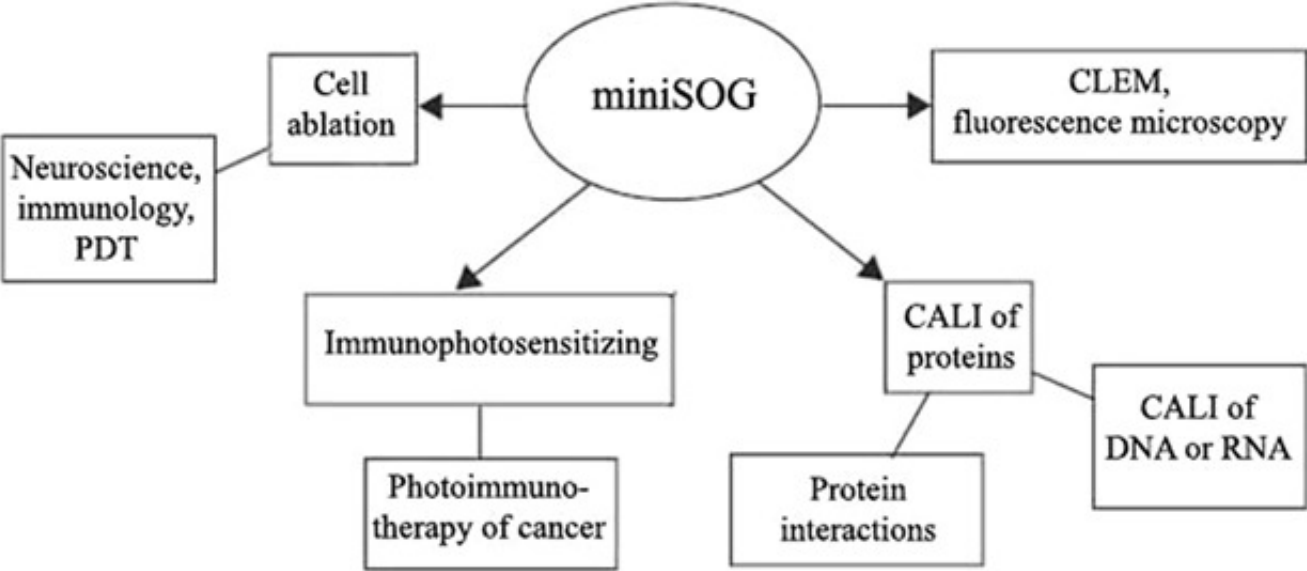 miniSOG
Cell
ablation
Neuroscience,
immunology,
PDT
CLEM,
fluorescence microscopy
Immunophotosensitizing
Photoimmuno-
therapy of cancer
CALI of
proteins
Protein
interactions
CALI of
DNA or RNA